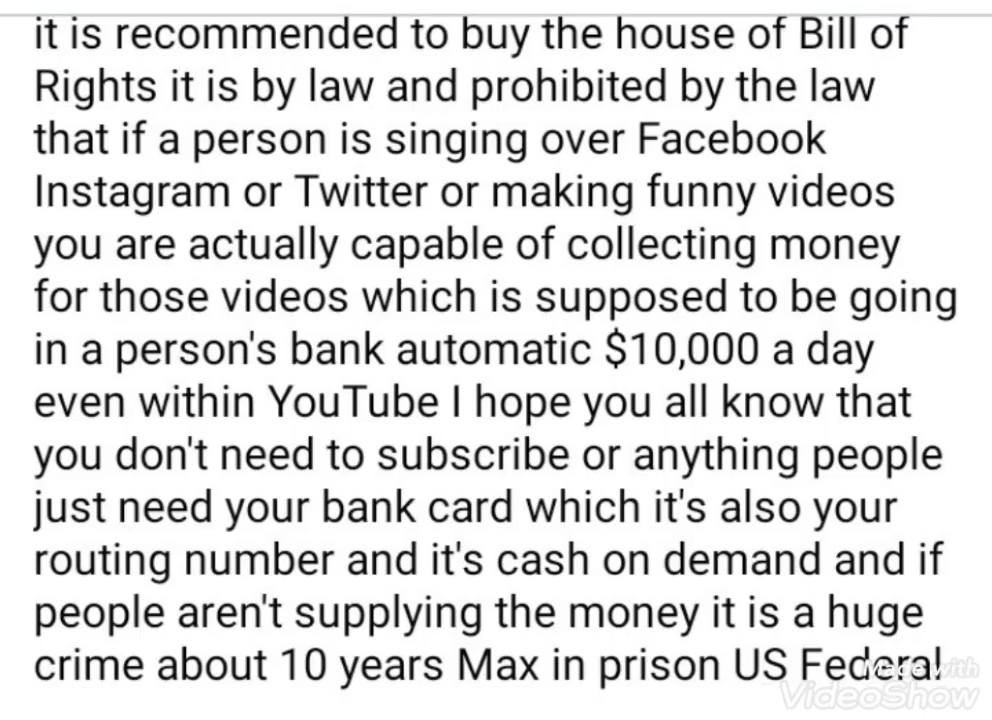 it is recommended to buy the house of Bill of
Rights it is by law and prohibited by the law
that if a person is singing over Facebook
Instagram or Twitter or making funny videos
you are actually capable of collecting money
for those videos which is supposed to be going
in a person's bank automatic $10,000 a day
even within YouTube I hope you all know that
you don't need to subscribe or anything people
just need your bank card which it's also your
routing number and it's cash on demand and if
people aren't supplying the money it is a huge
crime about 10 years Max in prison US Federal
Made with
VideoShow